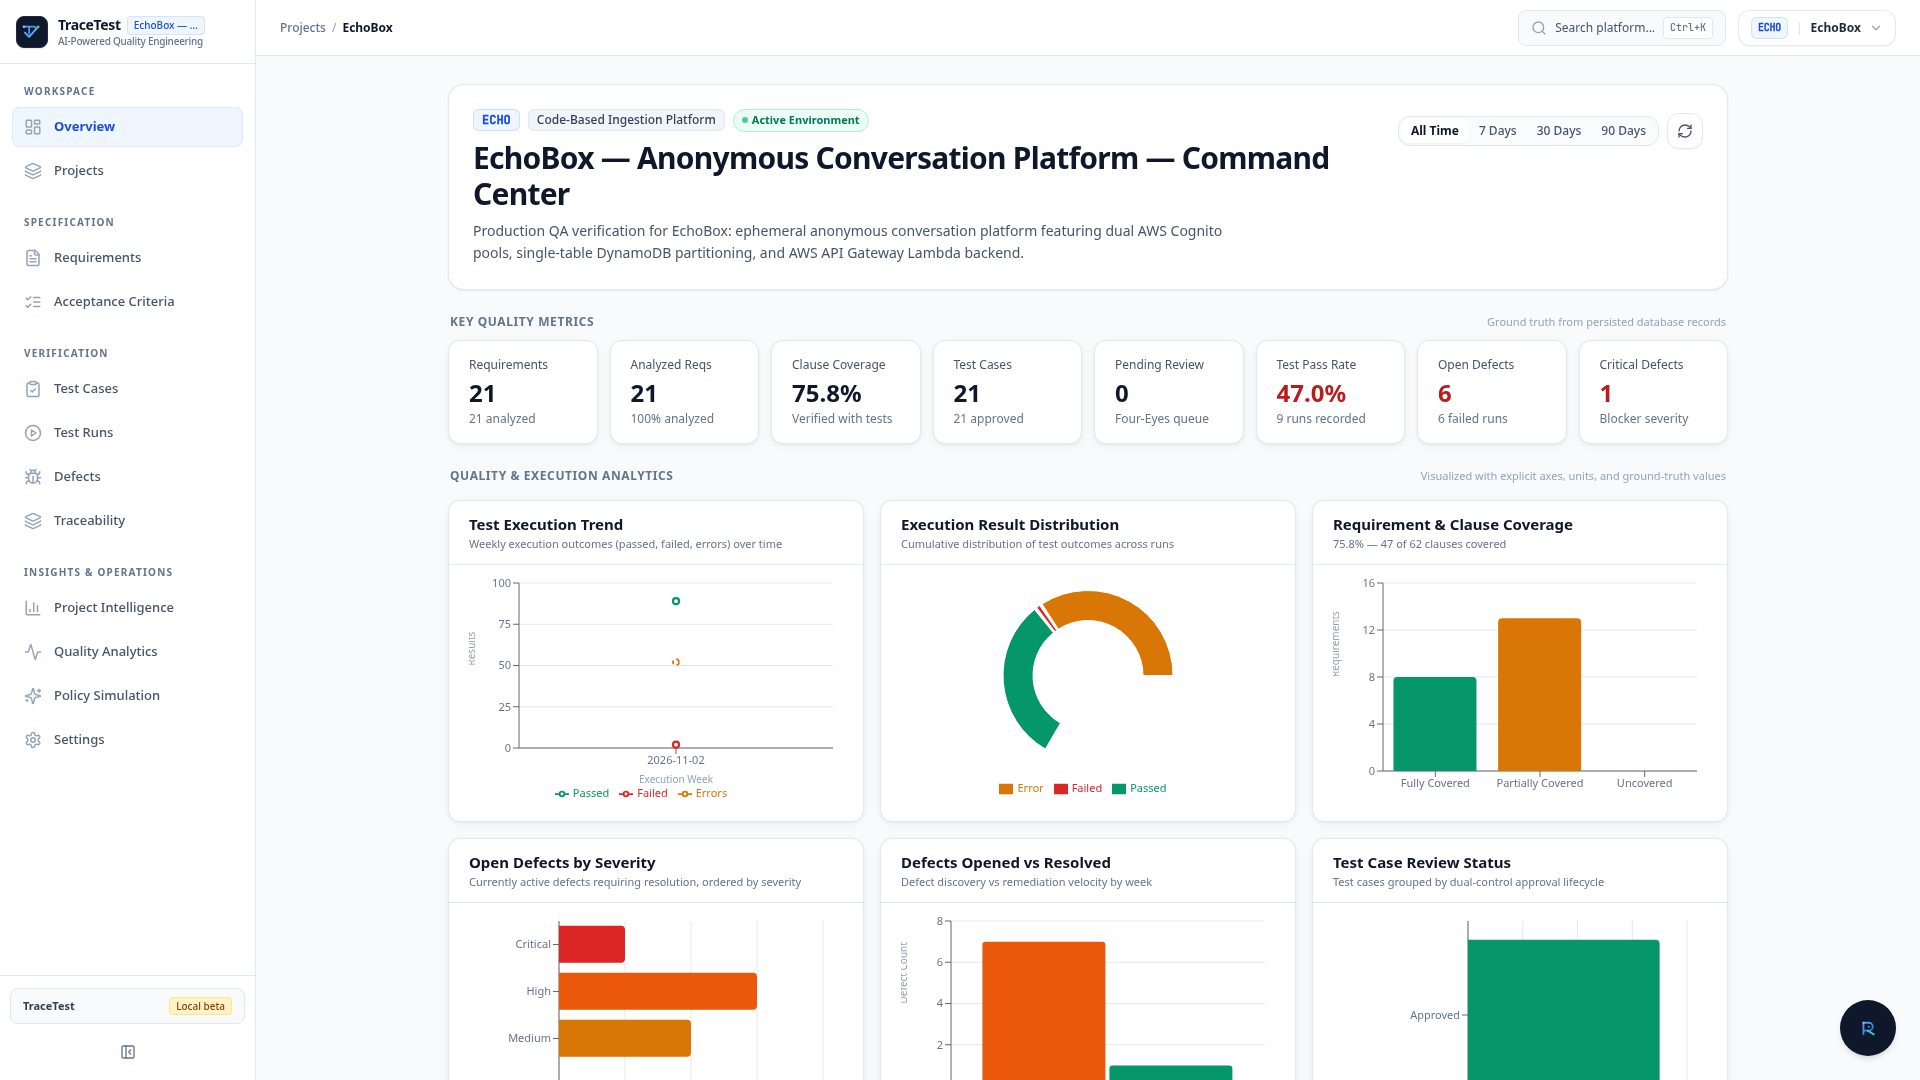 TraceTest
EchoBox — ...
AI-Powered Quality Engineering
WORKSPACE
Overview
Projects
SPECIFICATION
Requirements
Acceptance Criteria
VERIFICATION
Test Cases
Test Runs
Defects
Traceability
INSIGHTS & OPERATIONS
Project Intelligence
Quality Analytics
Policy Simulation
Settings
TraceTest
Local beta
Projects / EchoBox
Search platform...
Ctrl+K
ECHO
EchoBox
ECHO
Code-Based Ingestion Platform
Active Environment
All Time
7 Days
30 Days
90 Days
EchoBox — Anonymous Conversation Platform — Command
Center
Production QA verification for EchoBox: ephemeral anonymous conversation platform featuring dual AWS Cognito
pools, single-table DynamoDB partitioning, and AWS API Gateway Lambda backend.
KEY QUALITY METRICS
Ground truth from persisted database records
Requirements
21
21 analyzed
Analyzed Reqs
21
100% analyzed
Clause Coverage
75.8%
Verified with tests
Test Cases
21
21 approved
Pending Review
0
Four-Eyes queue
Test Pass Rate
47.0%
9 runs recorded
Open Defects
6
6 failed runs
Critical Defects
1
Blocker severity
QUALITY & EXECUTION ANALYTICS
Visualized with explicit axes, units, and ground-truth values
Test Execution Trend
Weekly execution outcomes (passed, failed, errors) over time
Results
100
75
50
25
0
2026-11-02
Execution Week
Passed
Failed
Errors
Execution Result Distribution
Cumulative distribution of test outcomes across runs
Error
Failed
Passed
Requirement & Clause Coverage
75.8% — 47 of 62 clauses covered
Requirements
16
12
8
4
0
Fully Covered
Partially Covered
Uncovered
Open Defects by Severity
Currently active defects requiring resolution, ordered by severity
Critical
High
Medium
Defects Opened vs Resolved
Defect discovery vs remediation velocity by week
Defect Count
8
6
4
2
Test Case Review Status
Test cases grouped by dual-control approval lifecycle
Approved